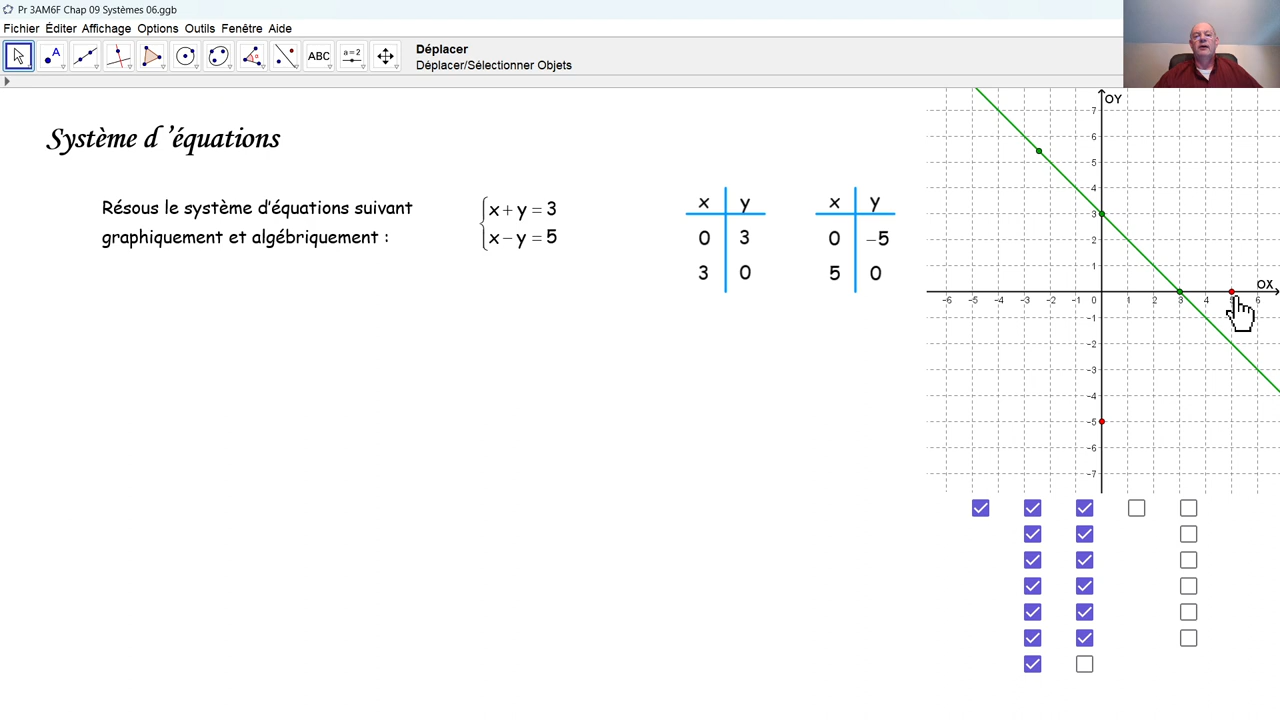 Pr 3AM6F Chap 09 Systèmes 06.ggb
Fichier Éditer Affichage Options Outils Fenêtre Aide
A
ABC
a=2
Déplacer
Déplacer/Sélectionner Objets
Système d'équations
Résous le système d'équations suivant
graphiquement et algébriquement :
x+y=3
x−y=5
x y
0 3
3 0
x y
0 −5
5 0
OY
7
6
5
4
3
2
1
OX
−6 −5 −4 −3 −2 −1 0 1 2 3 4 5 6
−1
−2
−3
−4
−5
−6
−7